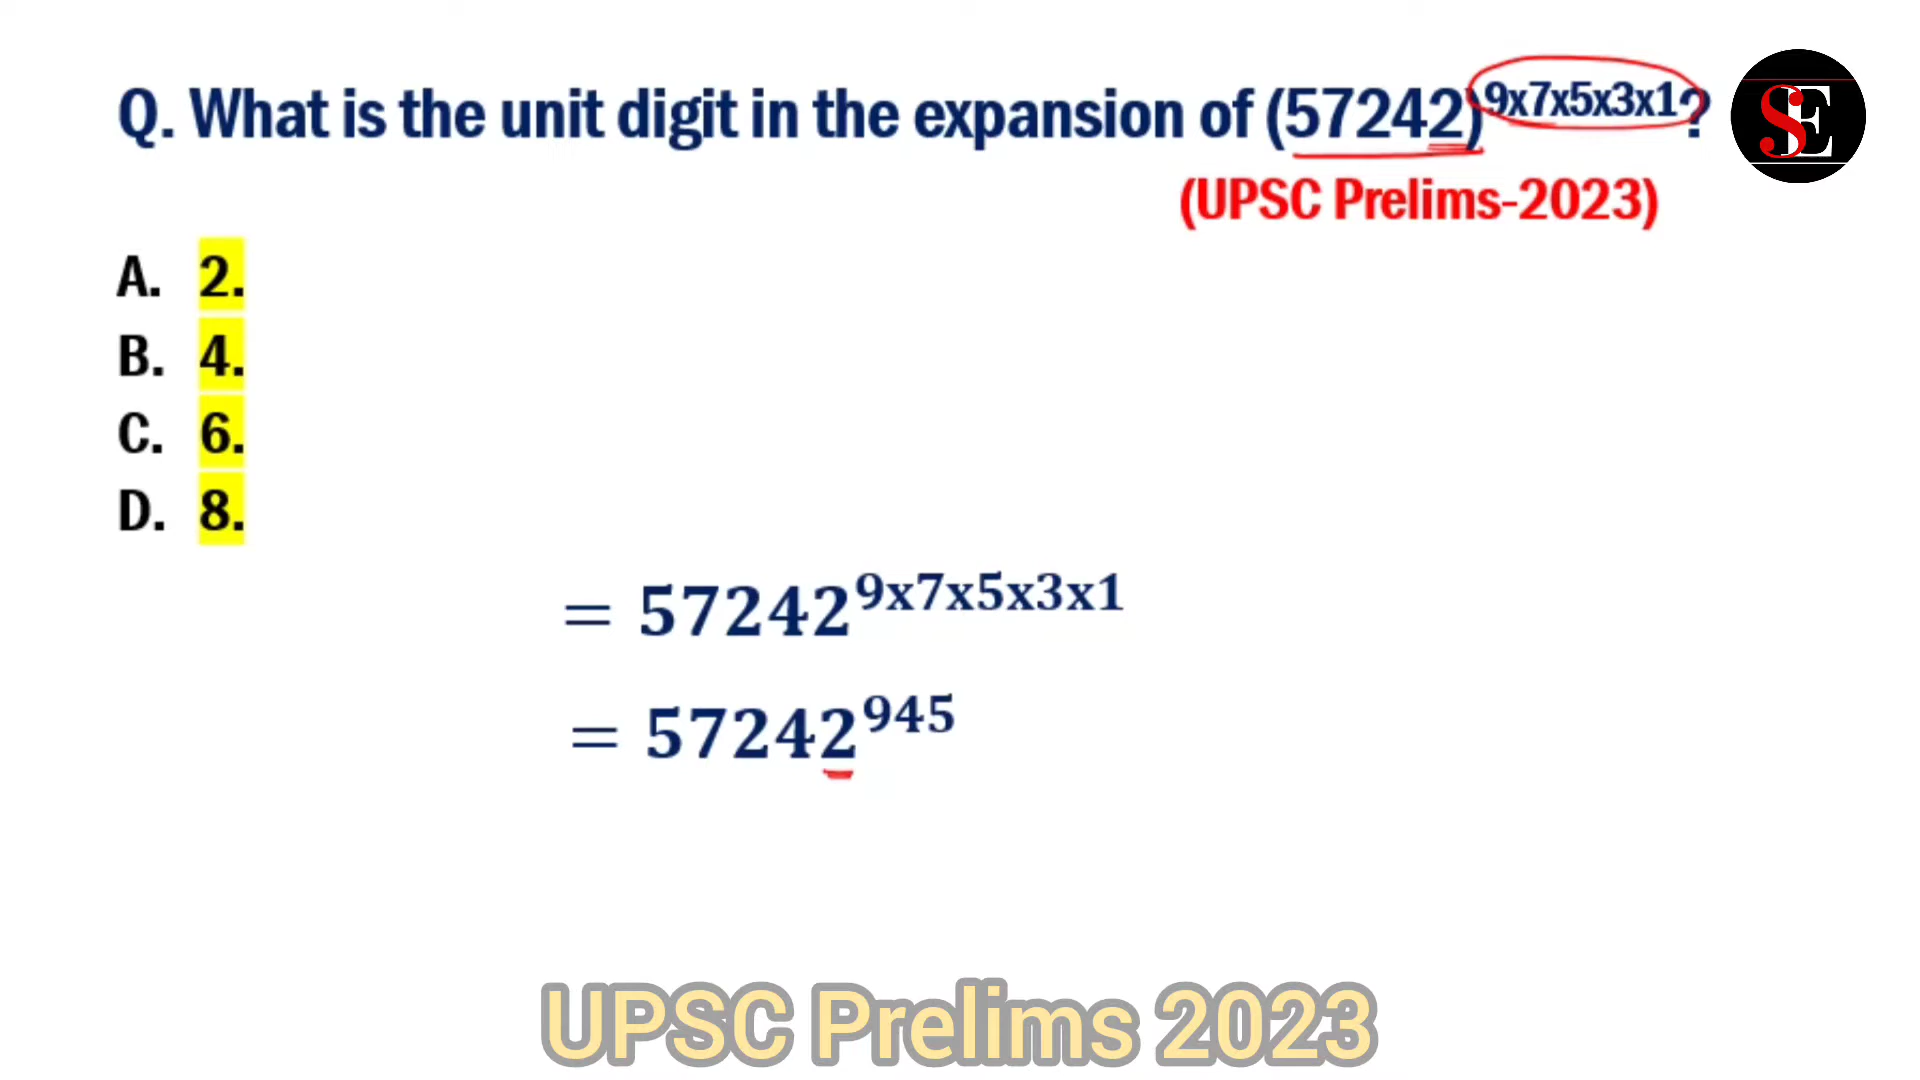 Q. What is the unit digit in the expansion of (57242)^9x7x5x3x1?
SE
(UPSC Prelims-2023)
A. 2.
B. 4.
C. 6.
D. 8.
= 57242^9x7x5x3x1
= 57242^945
UPSC Prelims 2023